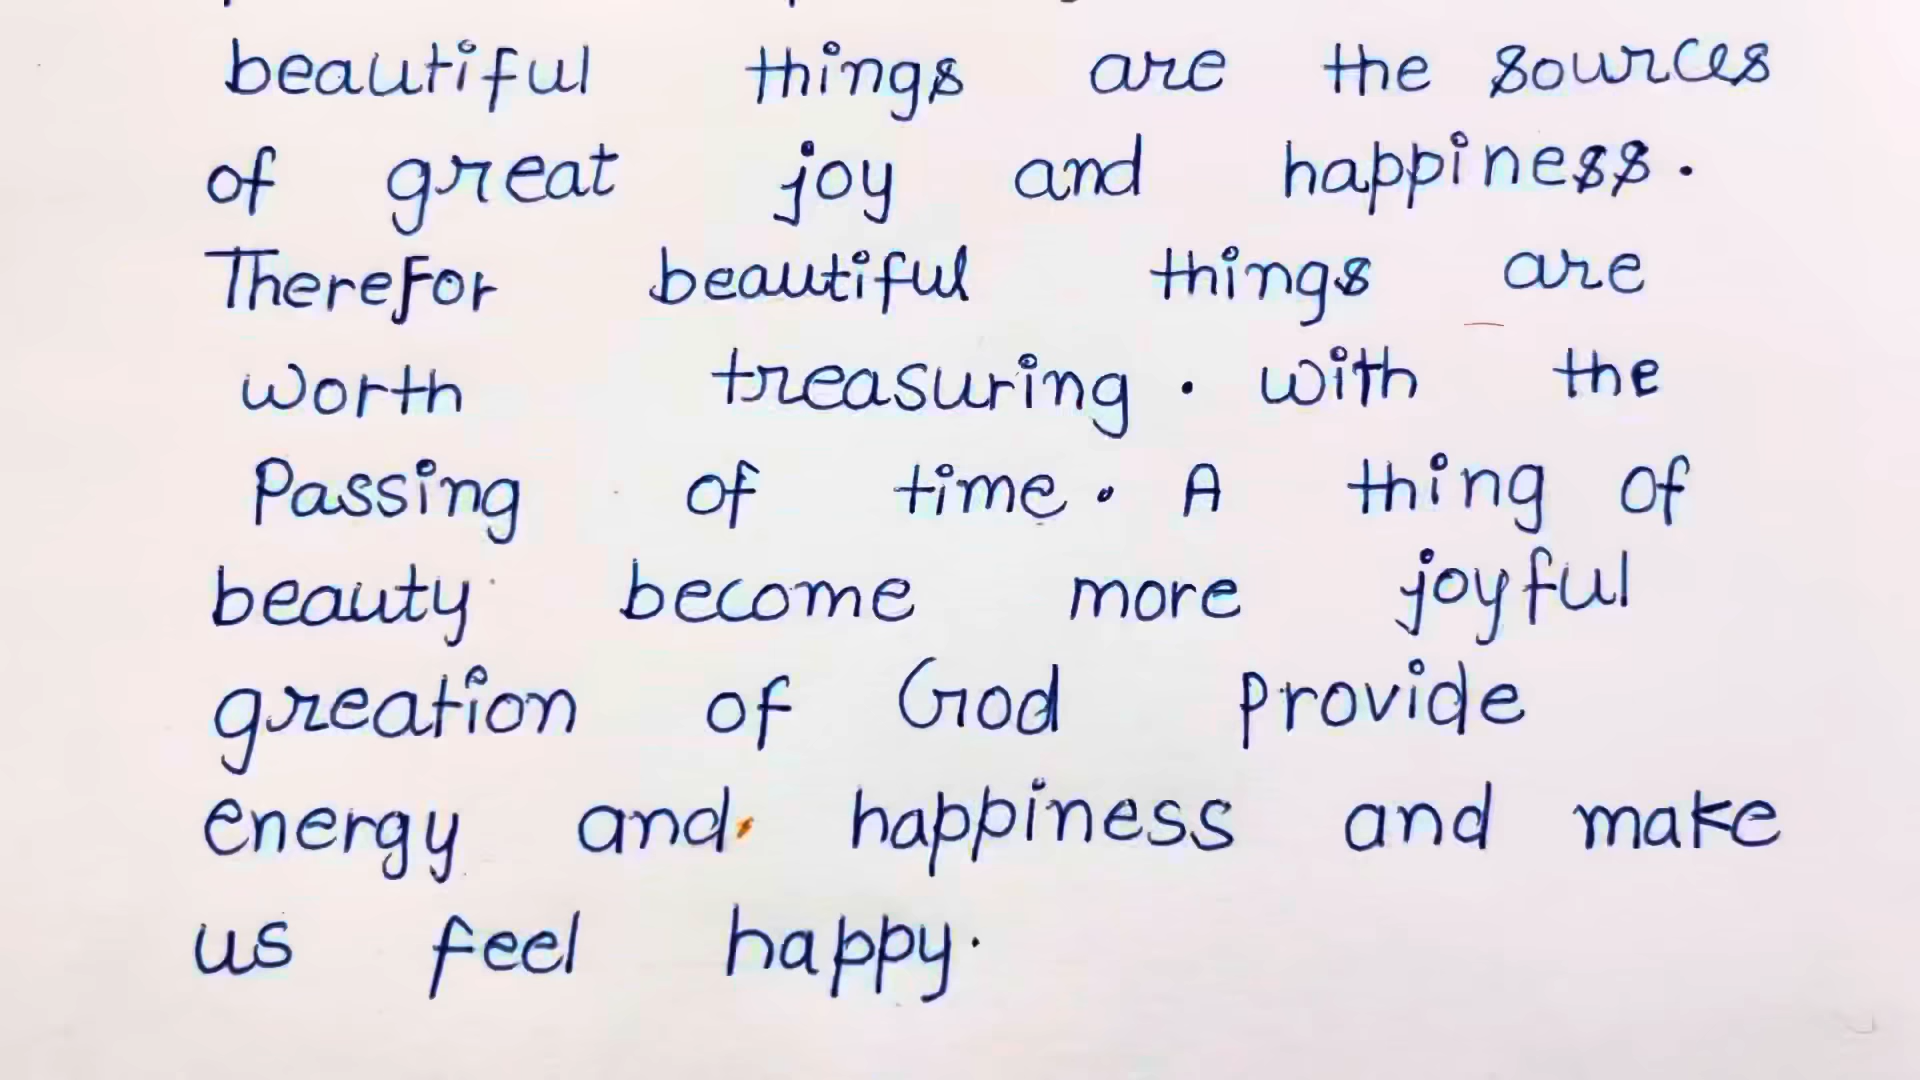 beautiful things are the sources
of great joy and happiness.
Therefor beautiful things are
worth treasuring. with the
Passing of time. A thing of
beauty become more joyful
greation of God provide
energy and happiness and make
us feel happy.